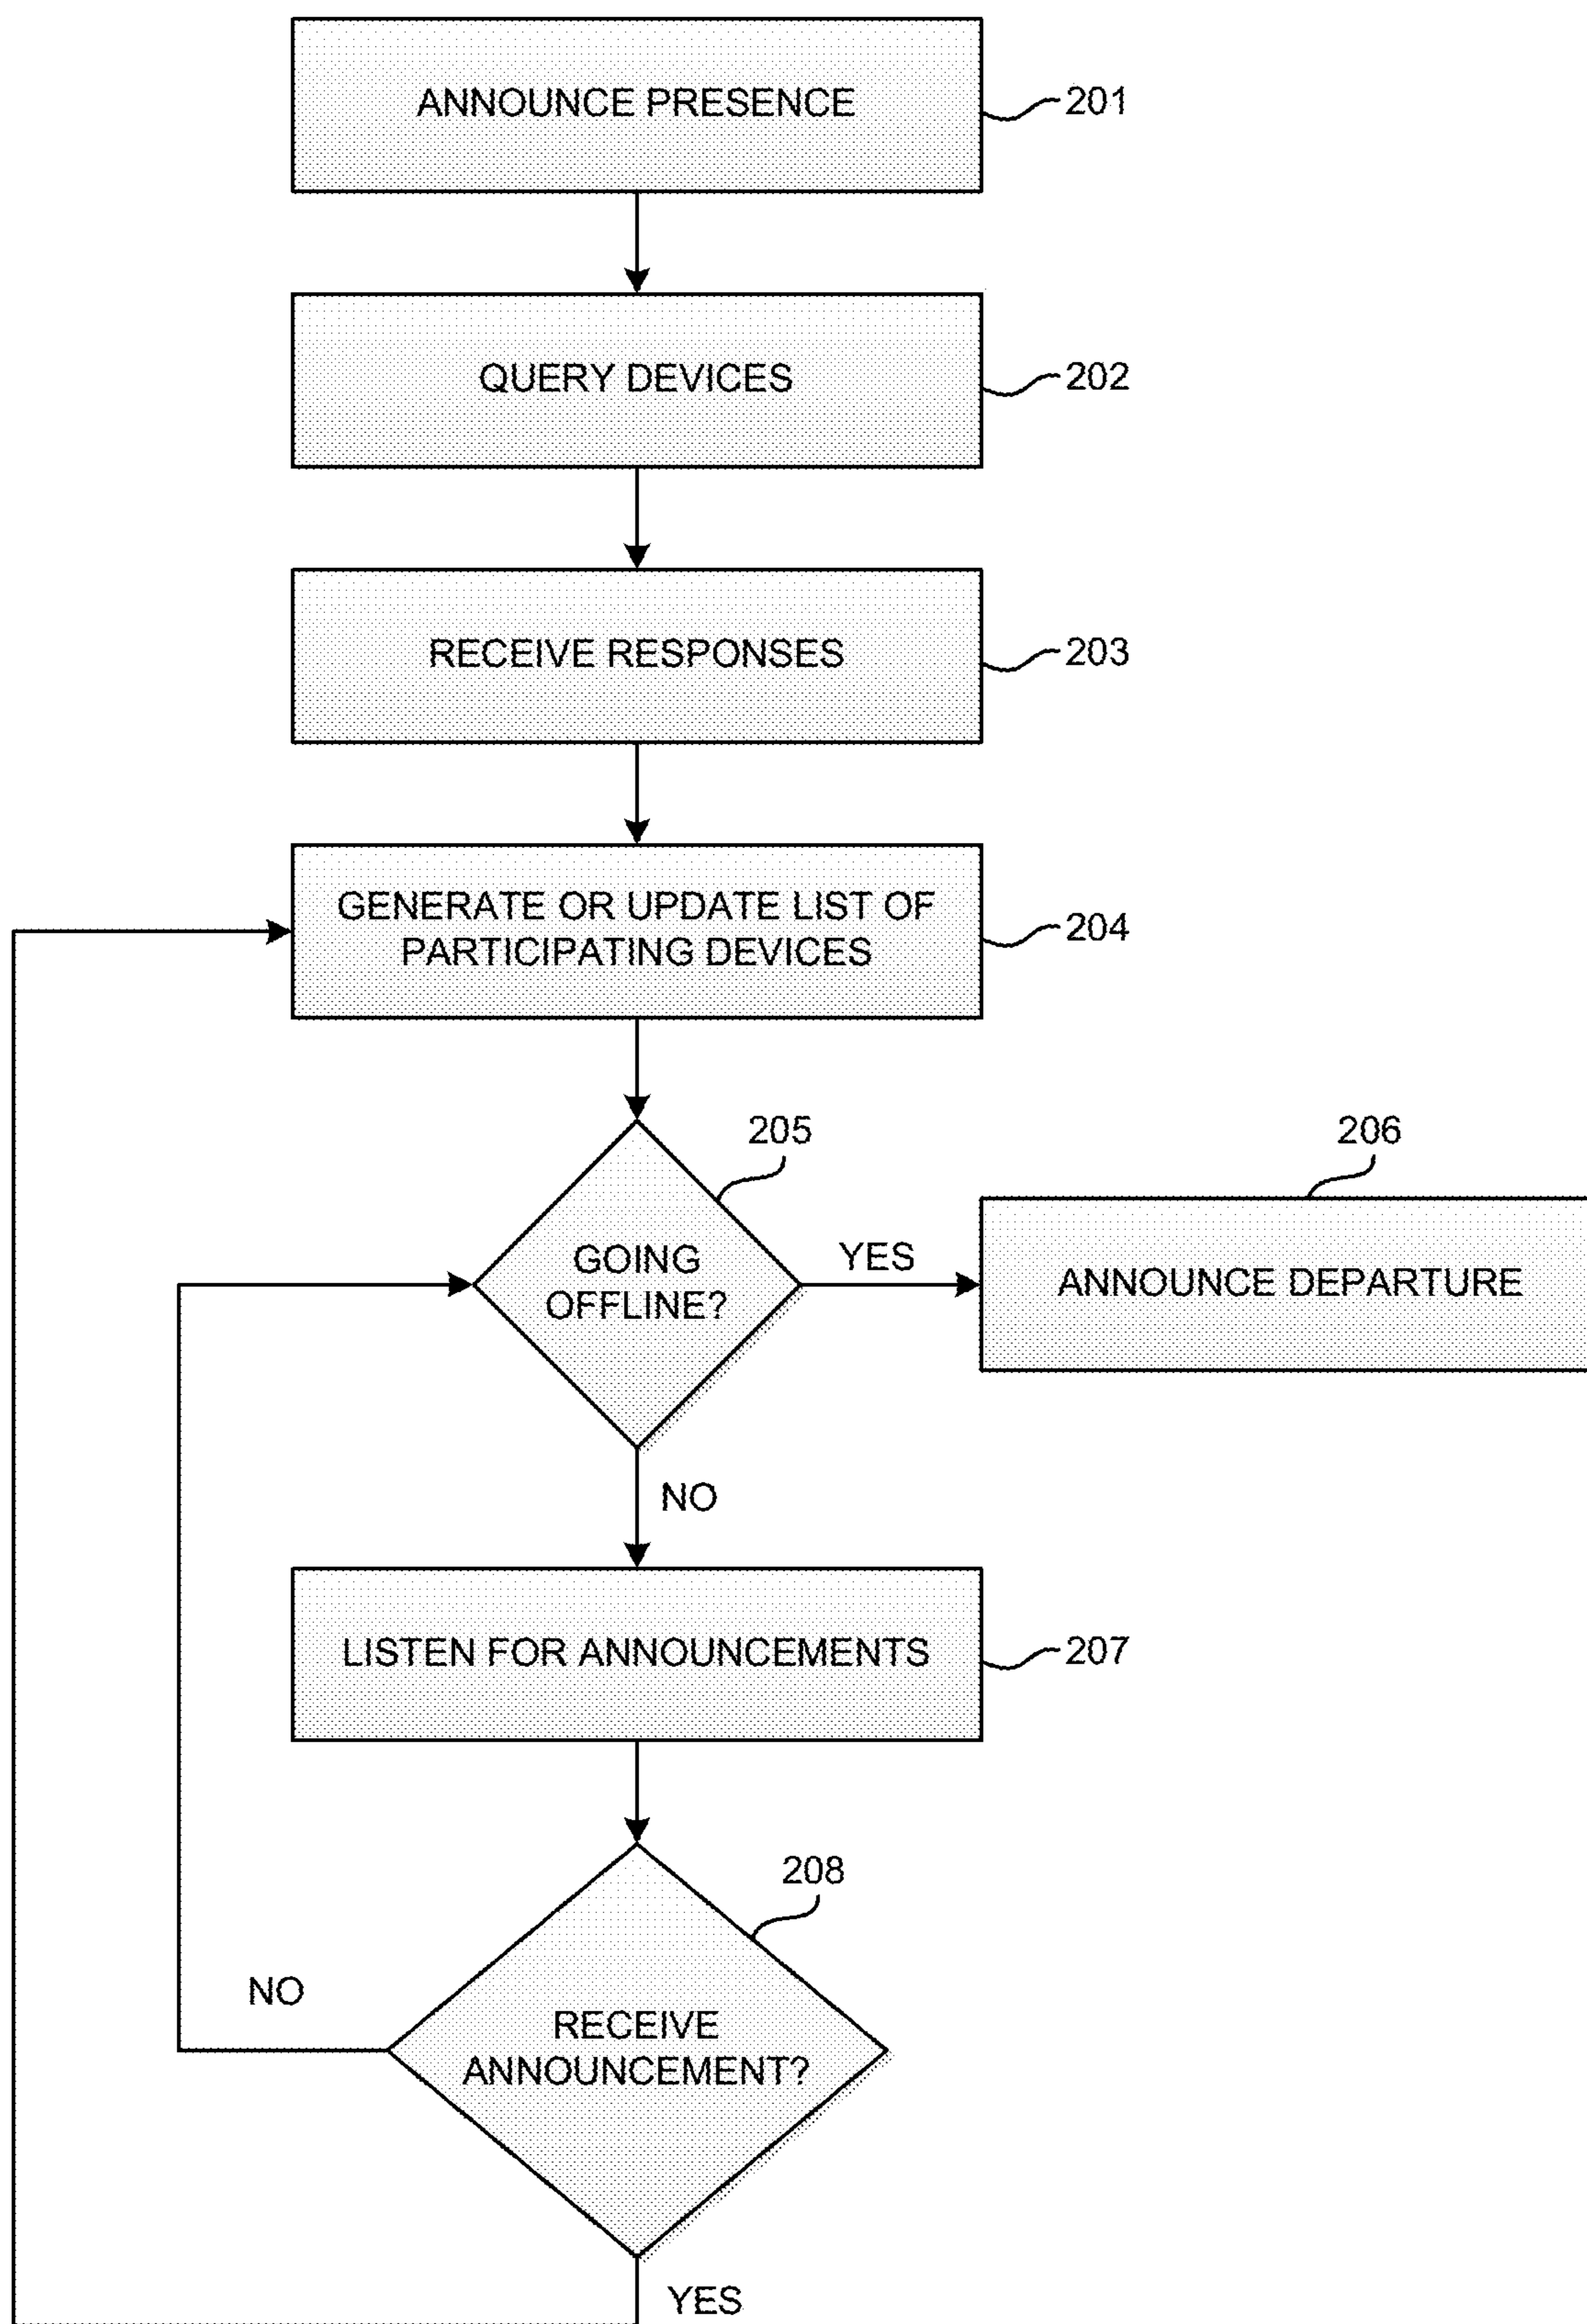 ANNOUNCE PRESENCE
201
QUERY DEVICES
202
RECEIVE RESPONSES
203
GENERATE OR UPDATE LIST OF
PARTICIPATING DEVICES
204
205
206
GOING
OFFLINE?
YES
ANNOUNCE DEPARTURE
NO
LISTEN FOR ANNOUNCEMENTS
207
208
NO
RECEIVE
ANNOUNCEMENT?
YES